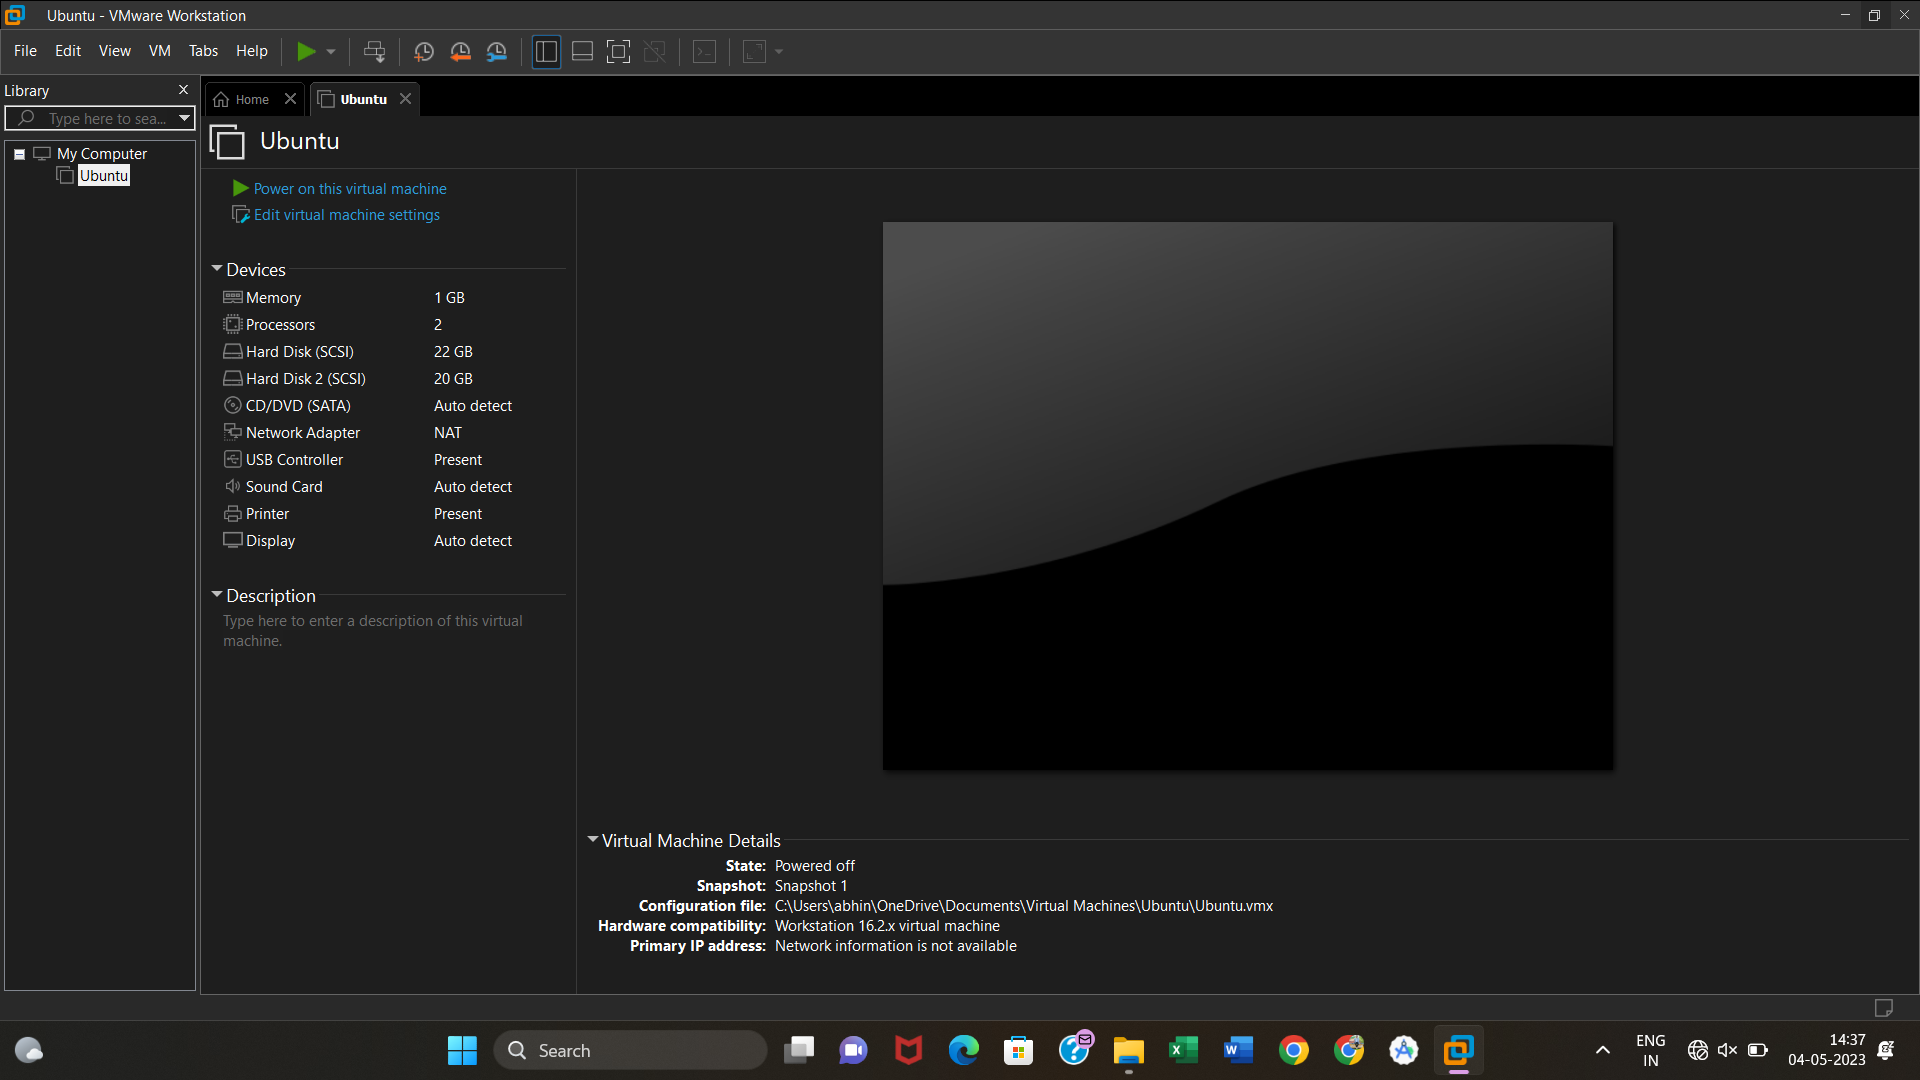 Ubuntu - VMware Workstation
File Edit View VM Tabs Help
Library
Type here to sea...
My Computer
Ubuntu
Home
Ubuntu
Ubuntu
Power on this virtual machine
Edit virtual machine settings
Devices
Memory 1 GB
Processors 2
Hard Disk (SCSI) 22 GB
Hard Disk 2 (SCSI) 20 GB
CD/DVD (SATA) Auto detect
Network Adapter NAT
USB Controller Present
Sound Card Auto detect
Printer Present
Display Auto detect
Description
Type here to enter a description of this virtual
machine.
Virtual Machine Details
State: Powered off
Snapshot: Snapshot 1
Configuration file: C:\Users\abhin\OneDrive\Documents\Virtual Machines\Ubuntu\Ubuntu.vmx
Hardware compatibility: Workstation 16.2.x virtual machine
Primary IP address: Network information is not available
Search
ENG
IN
14:37
04-05-2023